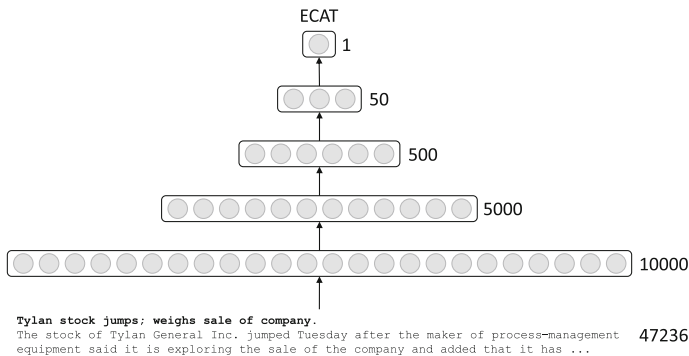 ECAT
1
50
500
5000
10000
Tylan stock jumps; weighs sale of company.
The stock of Tylan General Inc. jumped Tuesday after the maker of process-management
equipment said it is exploring the sale of the company and added that it has ...
47236